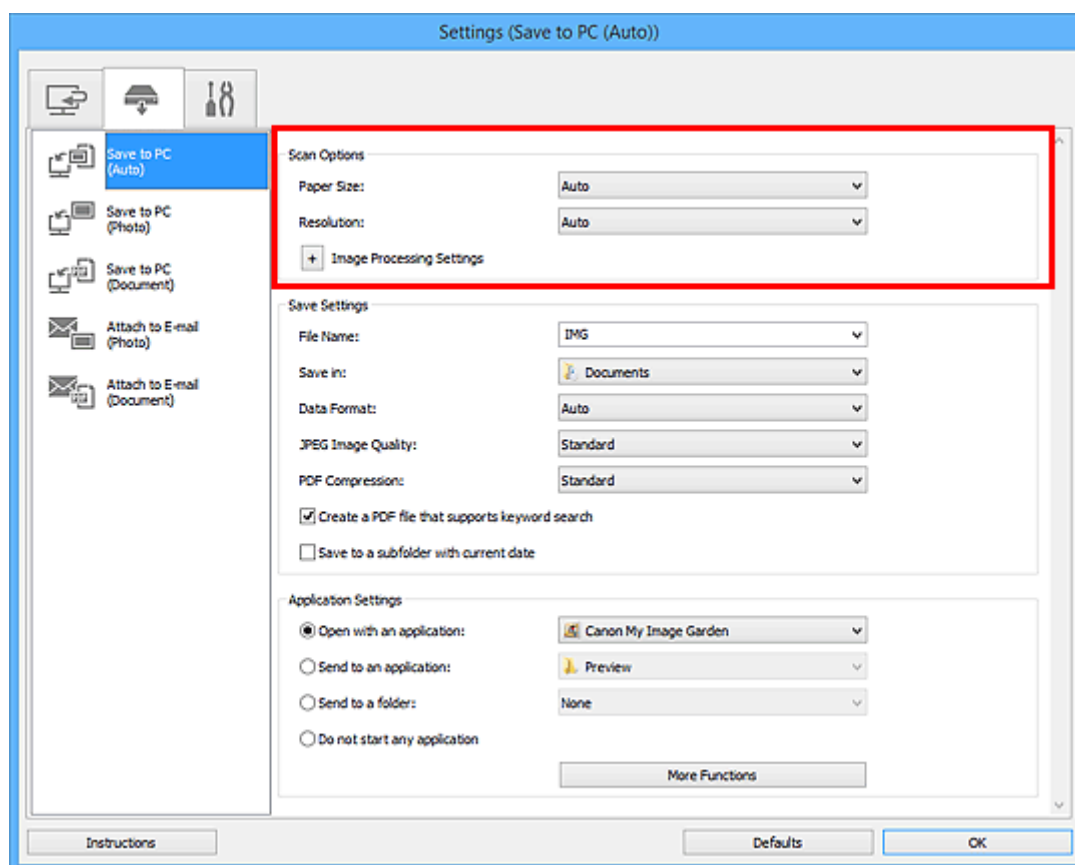 Settings (Save to PC (Auto))
Save to PC
(Auto)
Save to PC
(Photo)
Save to PC
(Document)
Attach to E-mail
(Photo)
Attach to E-mail
(Document)
Scan Options
Paper Size: Auto
Resolution: Auto
+ Image Processing Settings
Save Settings
File Name: IMG
Save in: Documents
Data Format: Auto
JPEG Image Quality: Standard
PDF Compression: Standard
Create a PDF file that supports keyword search
Save to a subfolder with current date
Application Settings
Open with an application: Canon My Image Garden
Send to an application: Preview
Send to a folder: None
Do not start any application
More Functions
Instructions Defaults OK